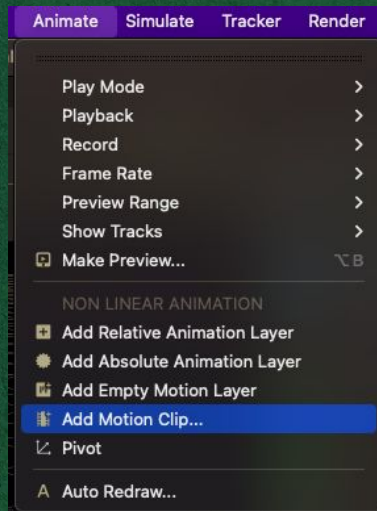 Animate Simulate Tracker Render
Play Mode
Playback
Record
Frame Rate
Preview Range
Show Tracks
Make Preview... ⌥B
NON LINEAR ANIMATION
Add Relative Animation Layer
Add Absolute Animation Layer
Add Empty Motion Layer
Add Motion Clip...
Pivot
A Auto Redraw...